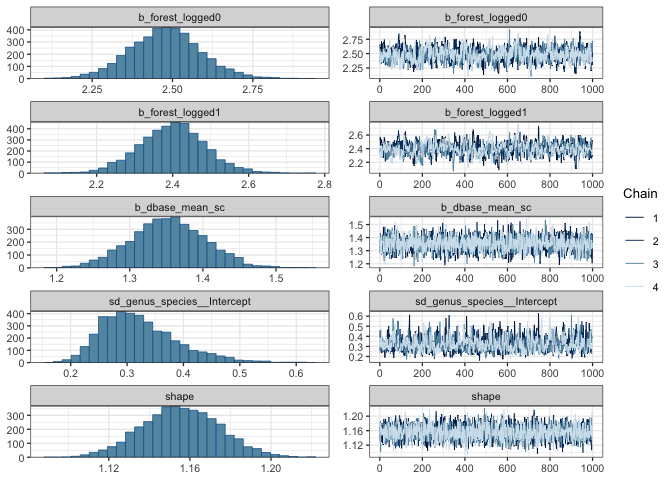 b_forest_logged0
400
300
200
100
0
2.25 2.50 2.75
b_forest_logged0
2.75
2.50
2.25
0 200 400 600 800 1000
b_forest_logged1
400
300
200
100
0
2.2 2.4 2.6 2.8
b_forest_logged1
2.6
2.4
2.2
0 200 400 600 800 1000
b_dbase_mean_sc
300
200
100
0
1.2 1.3 1.4 1.5
b_dbase_mean_sc
1.5
1.4
1.3
1.2
0 200 400 600 800 1000
sd_genus_species__Intercept
400
300
200
100
0
0.2 0.3 0.4 0.5 0.6
sd_genus_species__Intercept
0.6
0.5
0.4
0.3
0.2
0 200 400 600 800 1000
shape
300
200
100
0
1.12 1.16 1.20
shape
1.20
1.16
1.12
0 200 400 600 800 1000
Chain
1
2
3
4